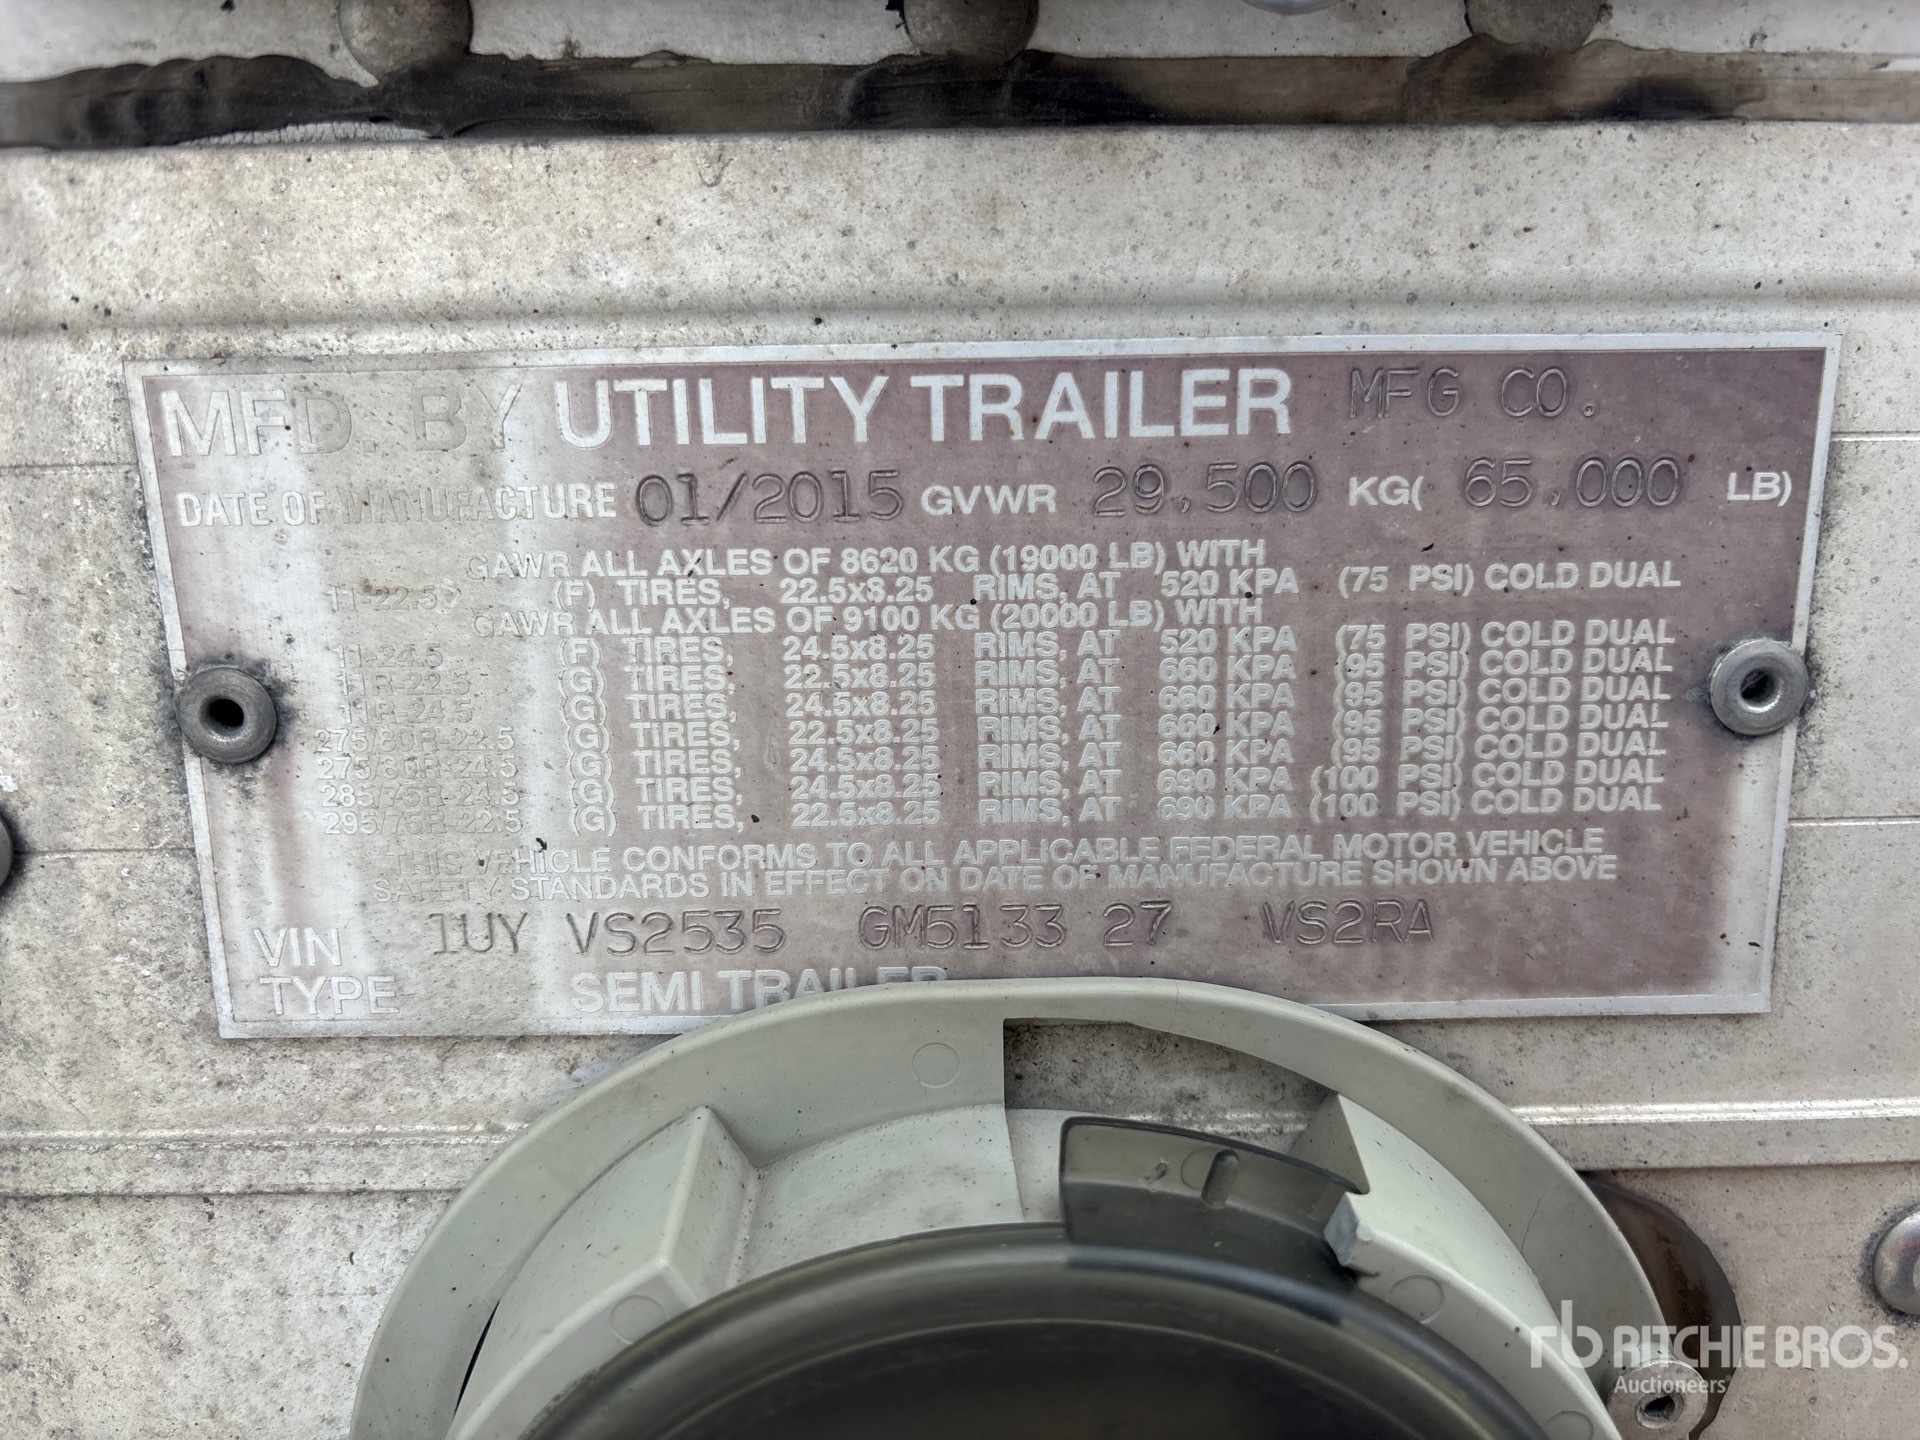 MFD. BY UTILITY TRAILER MFG CO.
DATE OF MANUFACTURE 01/2015 GVWR 29,500 KG( 65,000 LB)
GAWR ALL AXLES OF 8620 KG (19000 LB) WITH
11-22.5 (F) TIRES, 22.5x8.25 RIMS, AT 520 KPA (75 PSI) COLD DUAL
GAWR ALL AXLES OF 9100 KG (20000 LB) WITH
11-24.5 (F) TIRES, 24.5x8.25 RIMS, AT 520 KPA (75 PSI) COLD DUAL
11R-22.5 (G) TIRES, 22.5x8.25 RIMS, AT 660 KPA (95 PSI) COLD DUAL
11R-24.5 (G) TIRES, 24.5x8.25 RIMS, AT 660 KPA (95 PSI) COLD DUAL
275/80R-22.5 (G) TIRES, 22.5x8.25 RIMS, AT 660 KPA (95 PSI) COLD DUAL
275/80R-24.5 (G) TIRES, 24.5x8.25 RIMS, AT 660 KPA (95 PSI) COLD DUAL
285/75R-24.5 (G) TIRES, 24.5x8.25 RIMS, AT 690 KPA (100 PSI) COLD DUAL
295/75R-22.5 (G) TIRES, 22.5x8.25 RIMS, AT 690 KPA (100 PSI) COLD DUAL
THIS VEHICLE CONFORMS TO ALL APPLICABLE FEDERAL MOTOR VEHICLE
SAFETY STANDARDS IN EFFECT ON DATE OF MANUFACTURE SHOWN ABOVE
VIN 1UY VS2535 GM5133 27 VS2RA
TYPE SEMI TRAILER
rb RITCHIE BROS.
Auctioneers